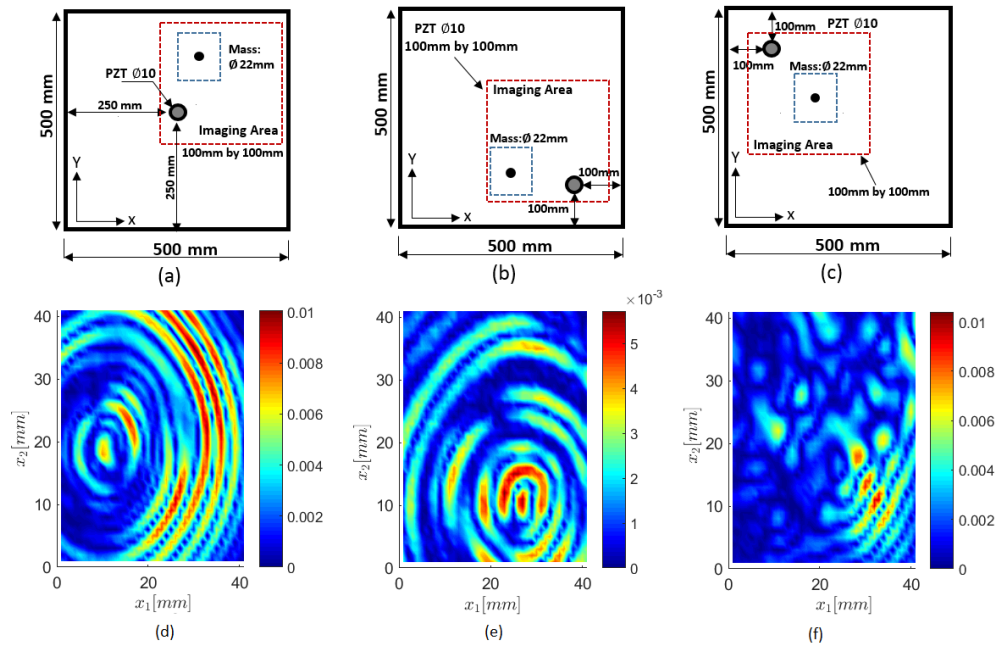 500 mm
Mass:
Ø 22mm
PZT Ø10
250 mm
Imaging Area
100mm by 100mm
250 mm
Y
X
500 mm
(a)
500 mm
PZT Ø10
100mm by 100mm
Imaging Area
Mass:Ø 22mm
100mm
100mm
Y
X
500 mm
(b)
500 mm
100mm
PZT Ø10
100mm
Mass:Ø 22mm
Imaging Area
100mm by 100mm
Y
X
500 mm
(c)
40
30
20
10
0
x₂[mm]
0 20 40
x₁[mm]
0.01
0.008
0.006
0.004
0.002
0
(d)
40
30
20
10
0
x₂[mm]
0 20 40
x₁[mm]
×10⁻³
5
4
3
2
1
0
(e)
40
30
20
10
0
x₂[mm]
0 20 40
x₁[mm]
0.01
0.008
0.006
0.004
0.002
0
(f)